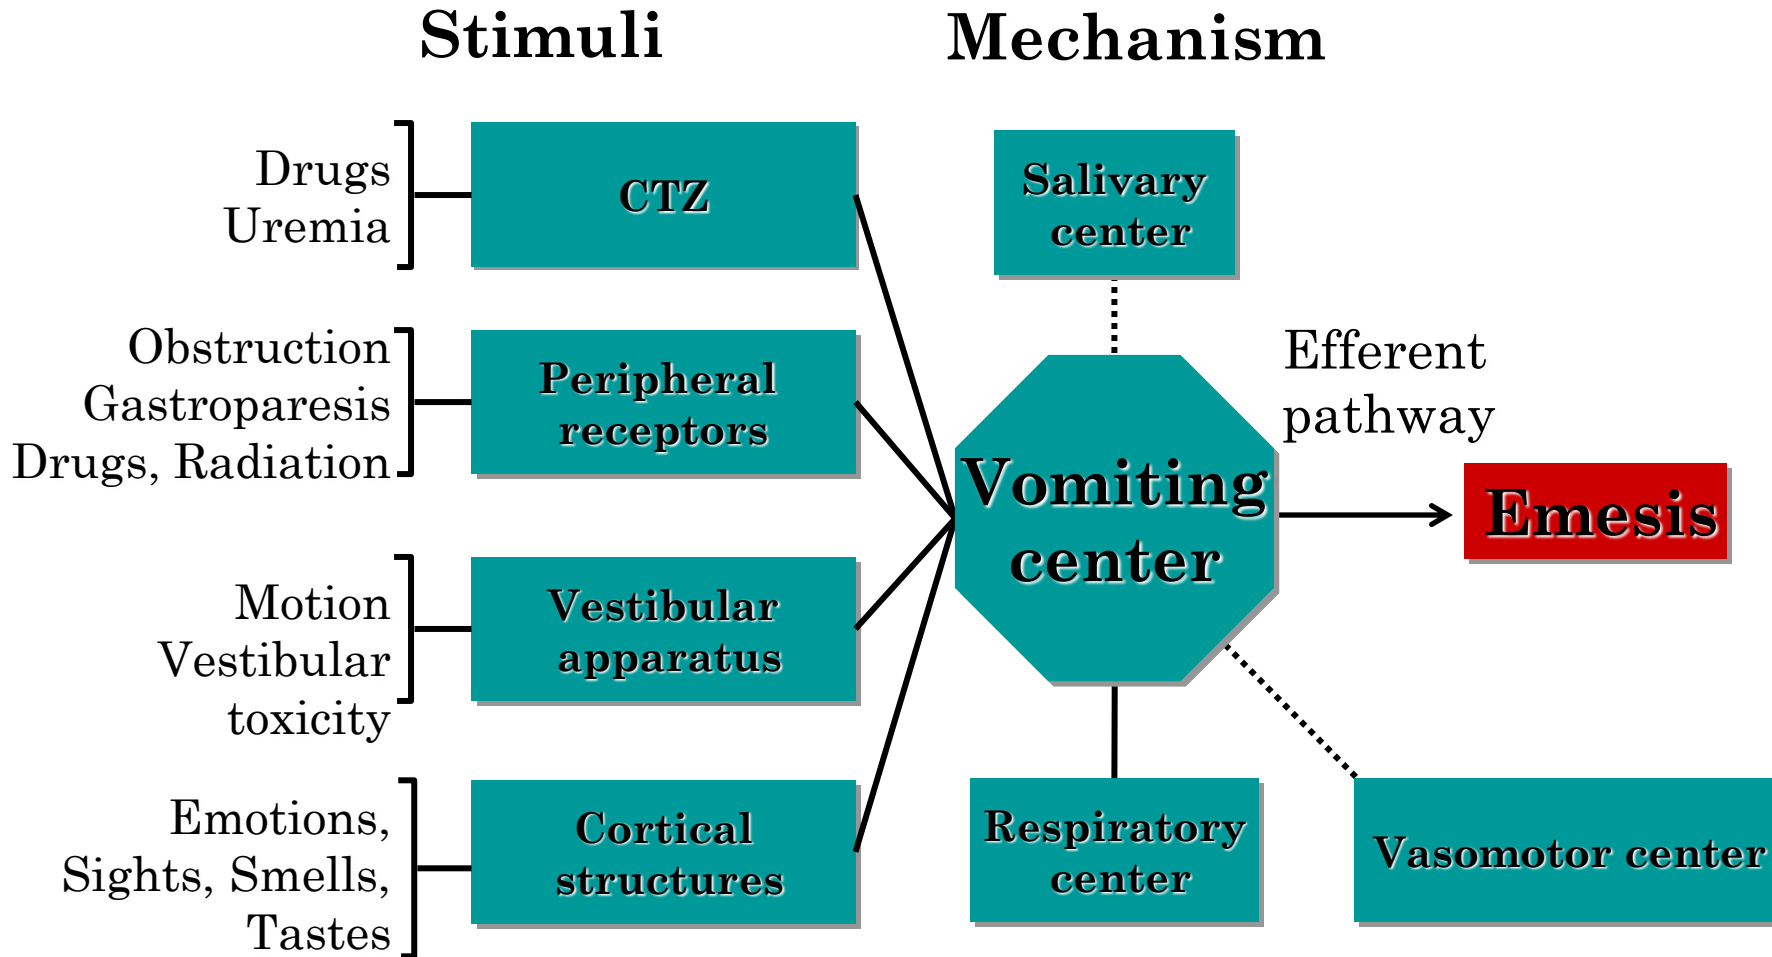 Stimuli
Mechanism
Drugs
Uremia
CTZ
Salivary
center
Obstruction
Gastroparesis
Drugs, Radiation
Peripheral
receptors
Efferent
pathway
Vomiting
center
Emesis
Motion
Vestibular
toxicity
Vestibular
apparatus
Emotions,
Sights, Smells,
Tastes
Cortical
structures
Respiratory
center
Vasomotor center